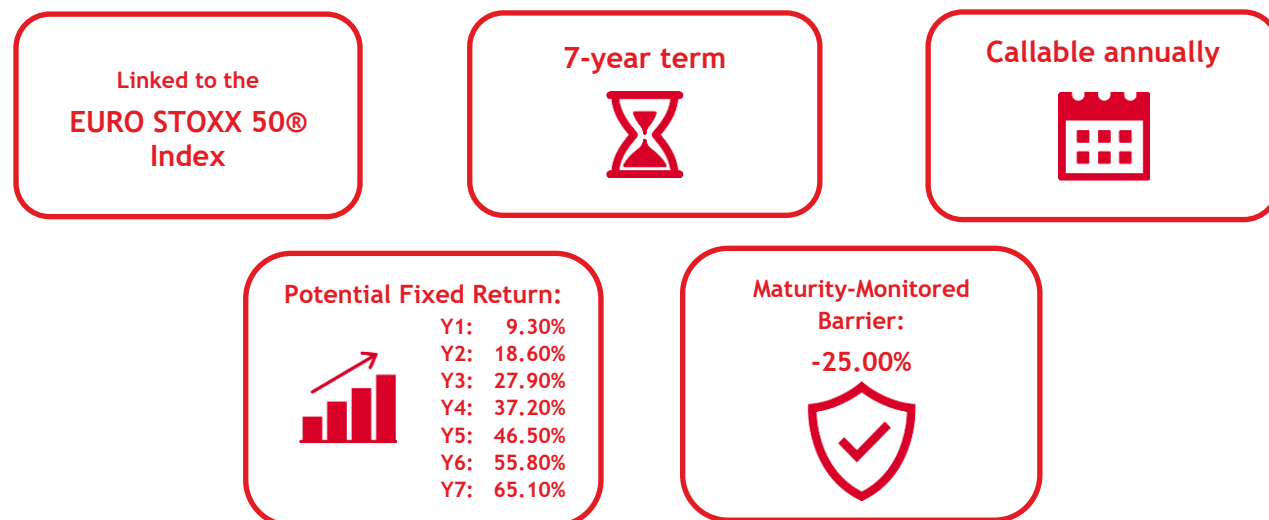 Linked to the
EURO STOXX 50®
Index
7-year term
Callable annually
Potential Fixed Return:
Y1: 9.30%
Y2: 18.60%
Y3: 27.90%
Y4: 37.20%
Y5: 46.50%
Y6: 55.80%
Y7: 65.10%
Maturity-Monitored
Barrier:
-25.00%